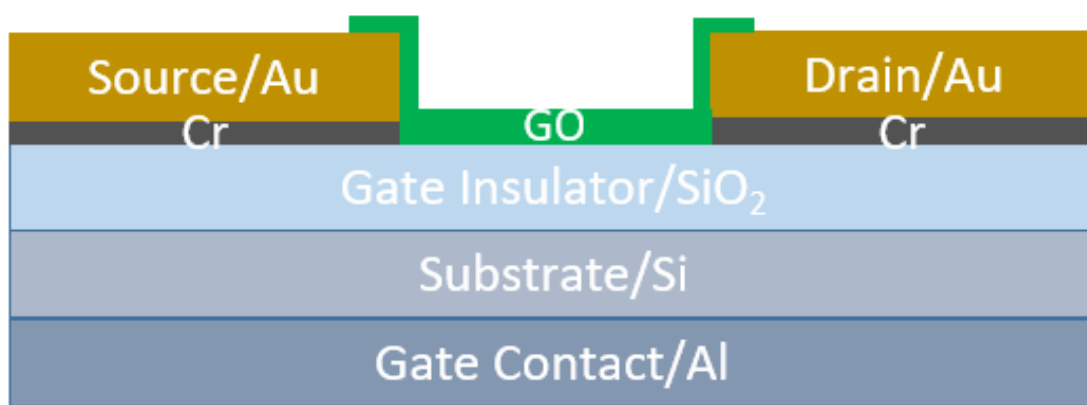 Source/Au
Drain/Au
Cr
GO
Cr
Gate Insulator/SiO₂
Substrate/Si
Gate Contact/Al